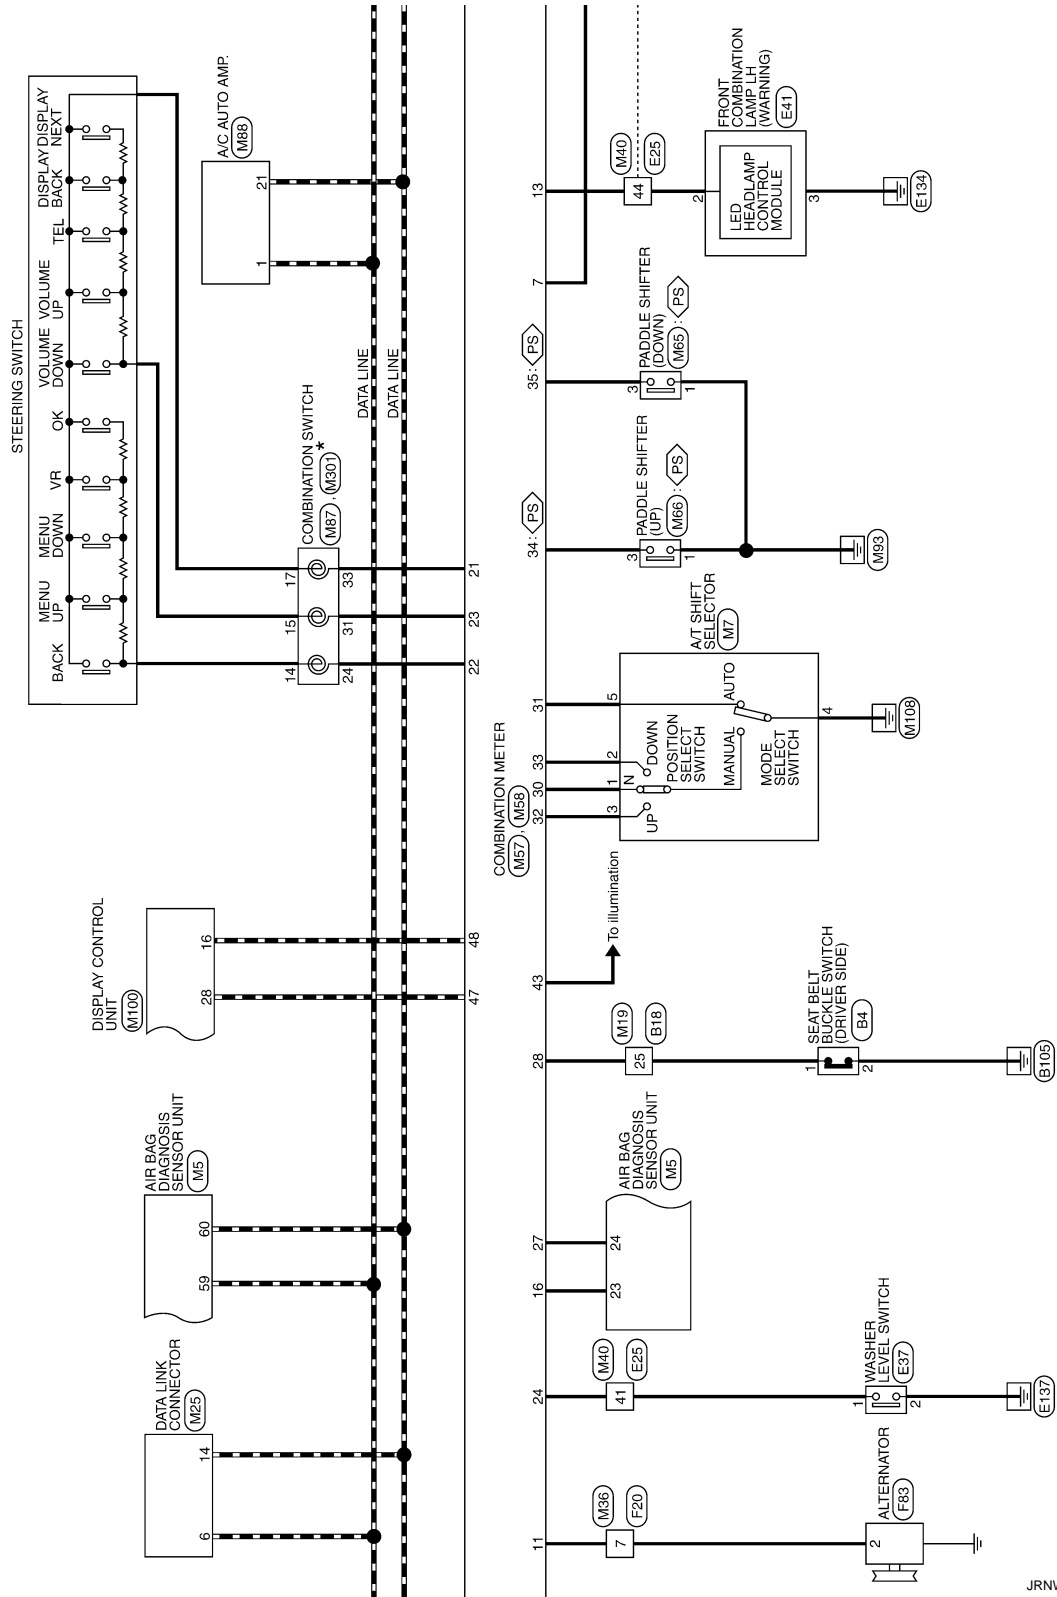 STEERING SWITCH
BACK
MENU
UP
MENU
DOWN
VR
OK
VOLUME
DOWN
VOLUME
UP
TEL
DISPLAY
BACK
DISPLAY
NEXT
DATA LINK
CONNECTOR
M25
6
14
AIR BAG
DIAGNOSIS
SENSOR UNIT
M5
59
60
DISPLAY CONTROL
UNIT
M100
28
16
COMBINATION SWITCH
M87 , M301 *
14
15
17
24
31
33
A/C AUTO AMP.
M88
1
21
DATA LINE
DATA LINE
47
48
22
23
21
COMBINATION METER
M57 , M58
11
24
16
27
28
43
32
30
33
31
34: PS
35: PS
7
13
M36
F20
7
ALTERNATOR
F83
2
M40
E25
41
WASHER
LEVEL SWITCH
E37
1
2
E137
AIR BAG
DIAGNOSIS
SENSOR UNIT
M5
23
24
M19
B18
25
SEAT BELT
BUCKLE SWITCH
(DRIVER SIDE)
B4
1
2
B105
To illumination
A/T SHIFT
SELECTOR
M7
3
1
2
5
UP
N
DOWN
POSITION
SELECT
SWITCH
MANUAL
AUTO
MODE
SELECT
SWITCH
4
M108
PADDLE SHIFTER
(UP)
M66 : PS
3
1
M93
PADDLE SHIFTER
(DOWN)
M65 : PS
3
1
M40
E25
44
FRONT
COMBINATION
LAMP LH
(WARNING)
E41
2
LED
HEADLAMP
CONTROL
MODULE
3
E134